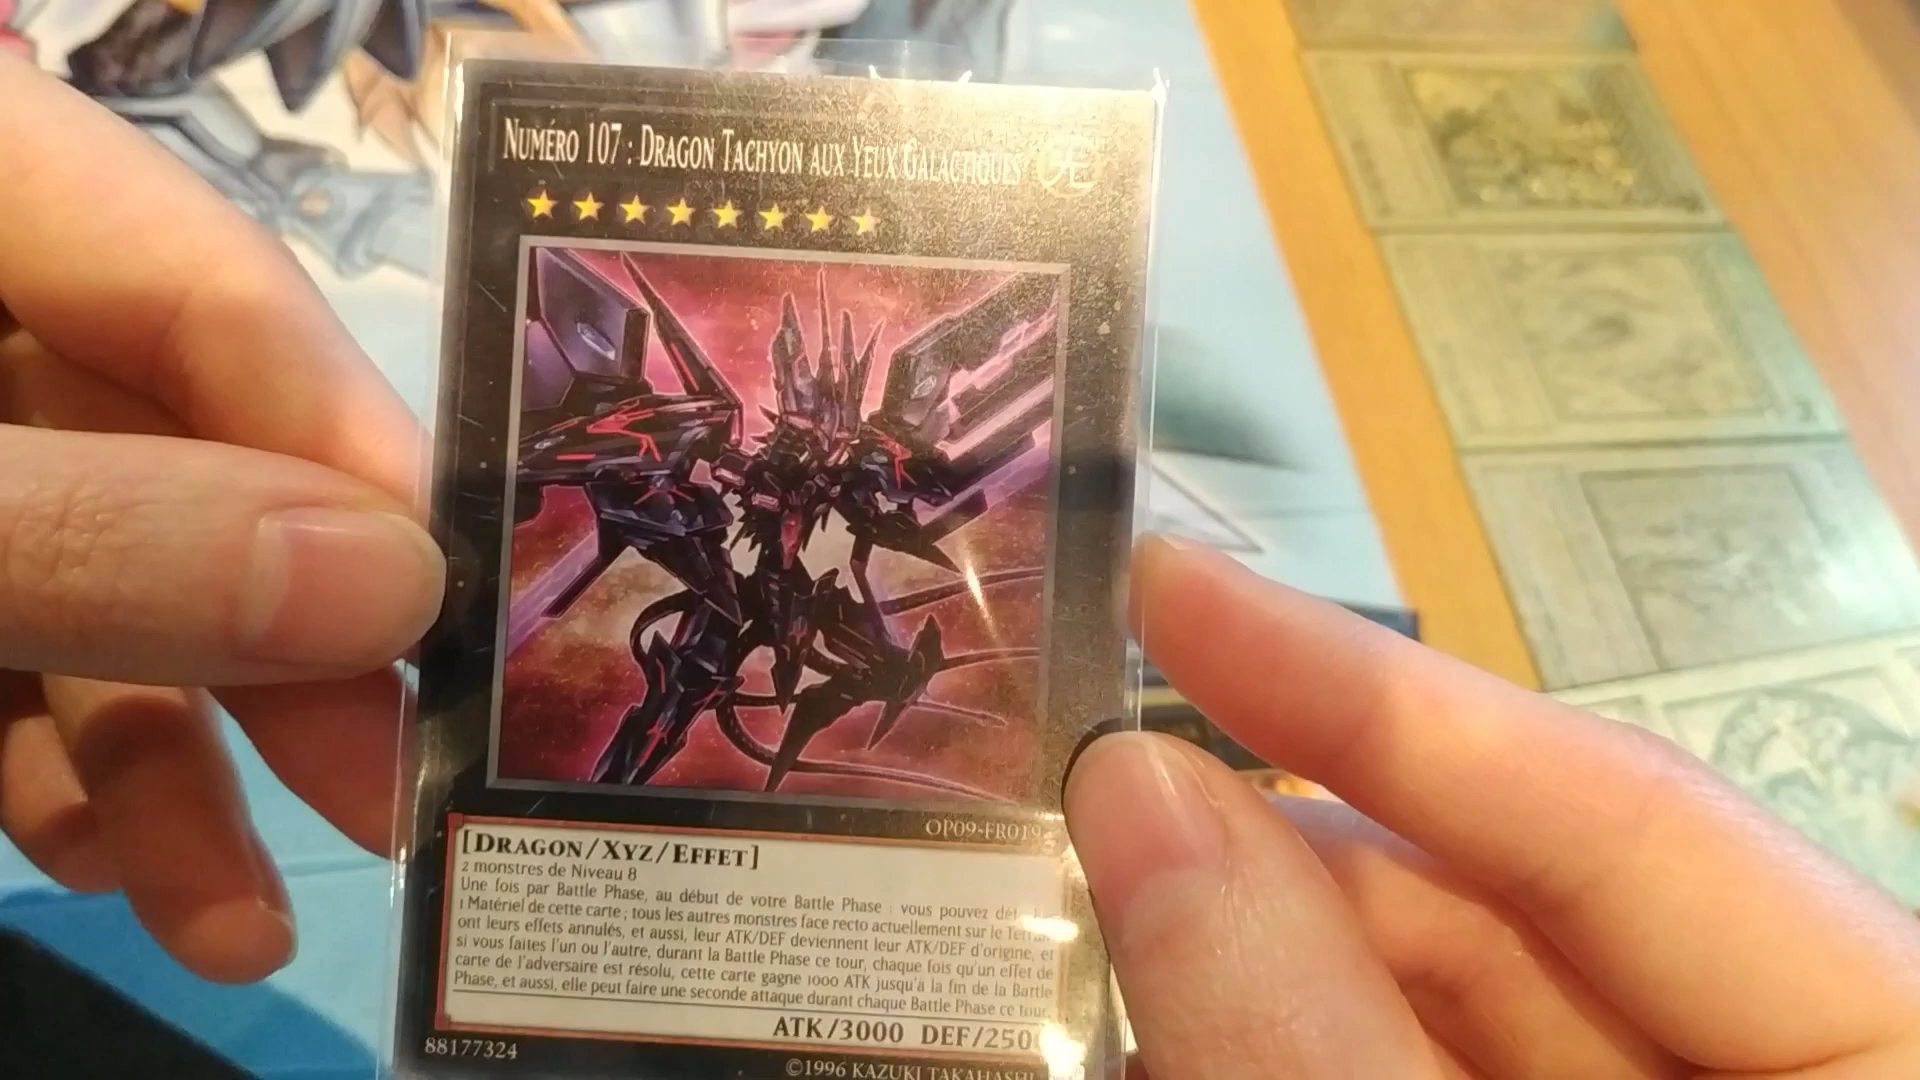 NUMÉRO 107 : DRAGON TACHYON AUX YEUX GALACTIQUES
OP09-FR019
[DRAGON/XYZ/EFFET]
2 monstres de Niveau 8
Une fois par Battle Phase, au début de votre Battle Phase : vous pouvez
1 Matériel de cette carte ; tous les autres monstres face recto actuellement sur le
ont leurs effets annulés, et aussi, leur ATK/DEF deviennent leur ATK/DEF d'origine, et
si vous faites l'un ou l'autre, durant la Battle Phase ce tour, chaque fois qu'un effet de
carte de l'adversaire est résolu, cette carte gagne 1000 ATK jusqu'à la fin de la Battle
Phase, et aussi, elle peut faire une seconde attaque durant chaque Battle Phase ce tour.
ATK/3000 DEF/250
88177324
©1996 KAZUKI TAKAHASHI